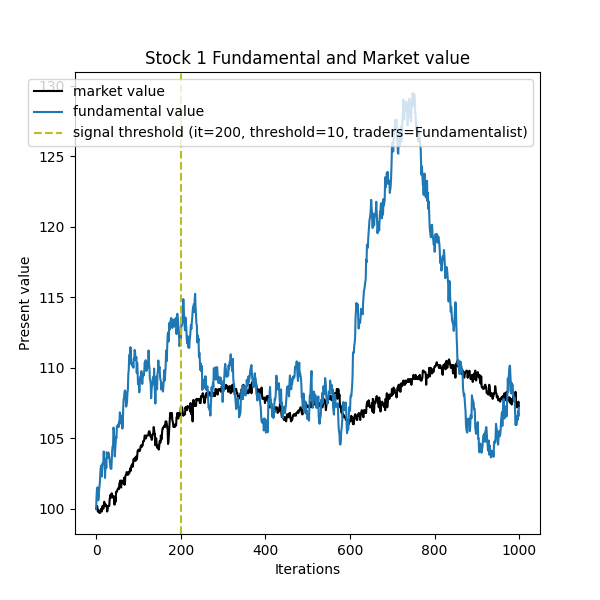 Stock 1 Fundamental and Market value
market value
fundamental value
signal threshold (it=200, threshold=10, traders=Fundamentalist)
130
125
120
115
110
105
100
Present value
0 200 400 600 800 1000
Iterations